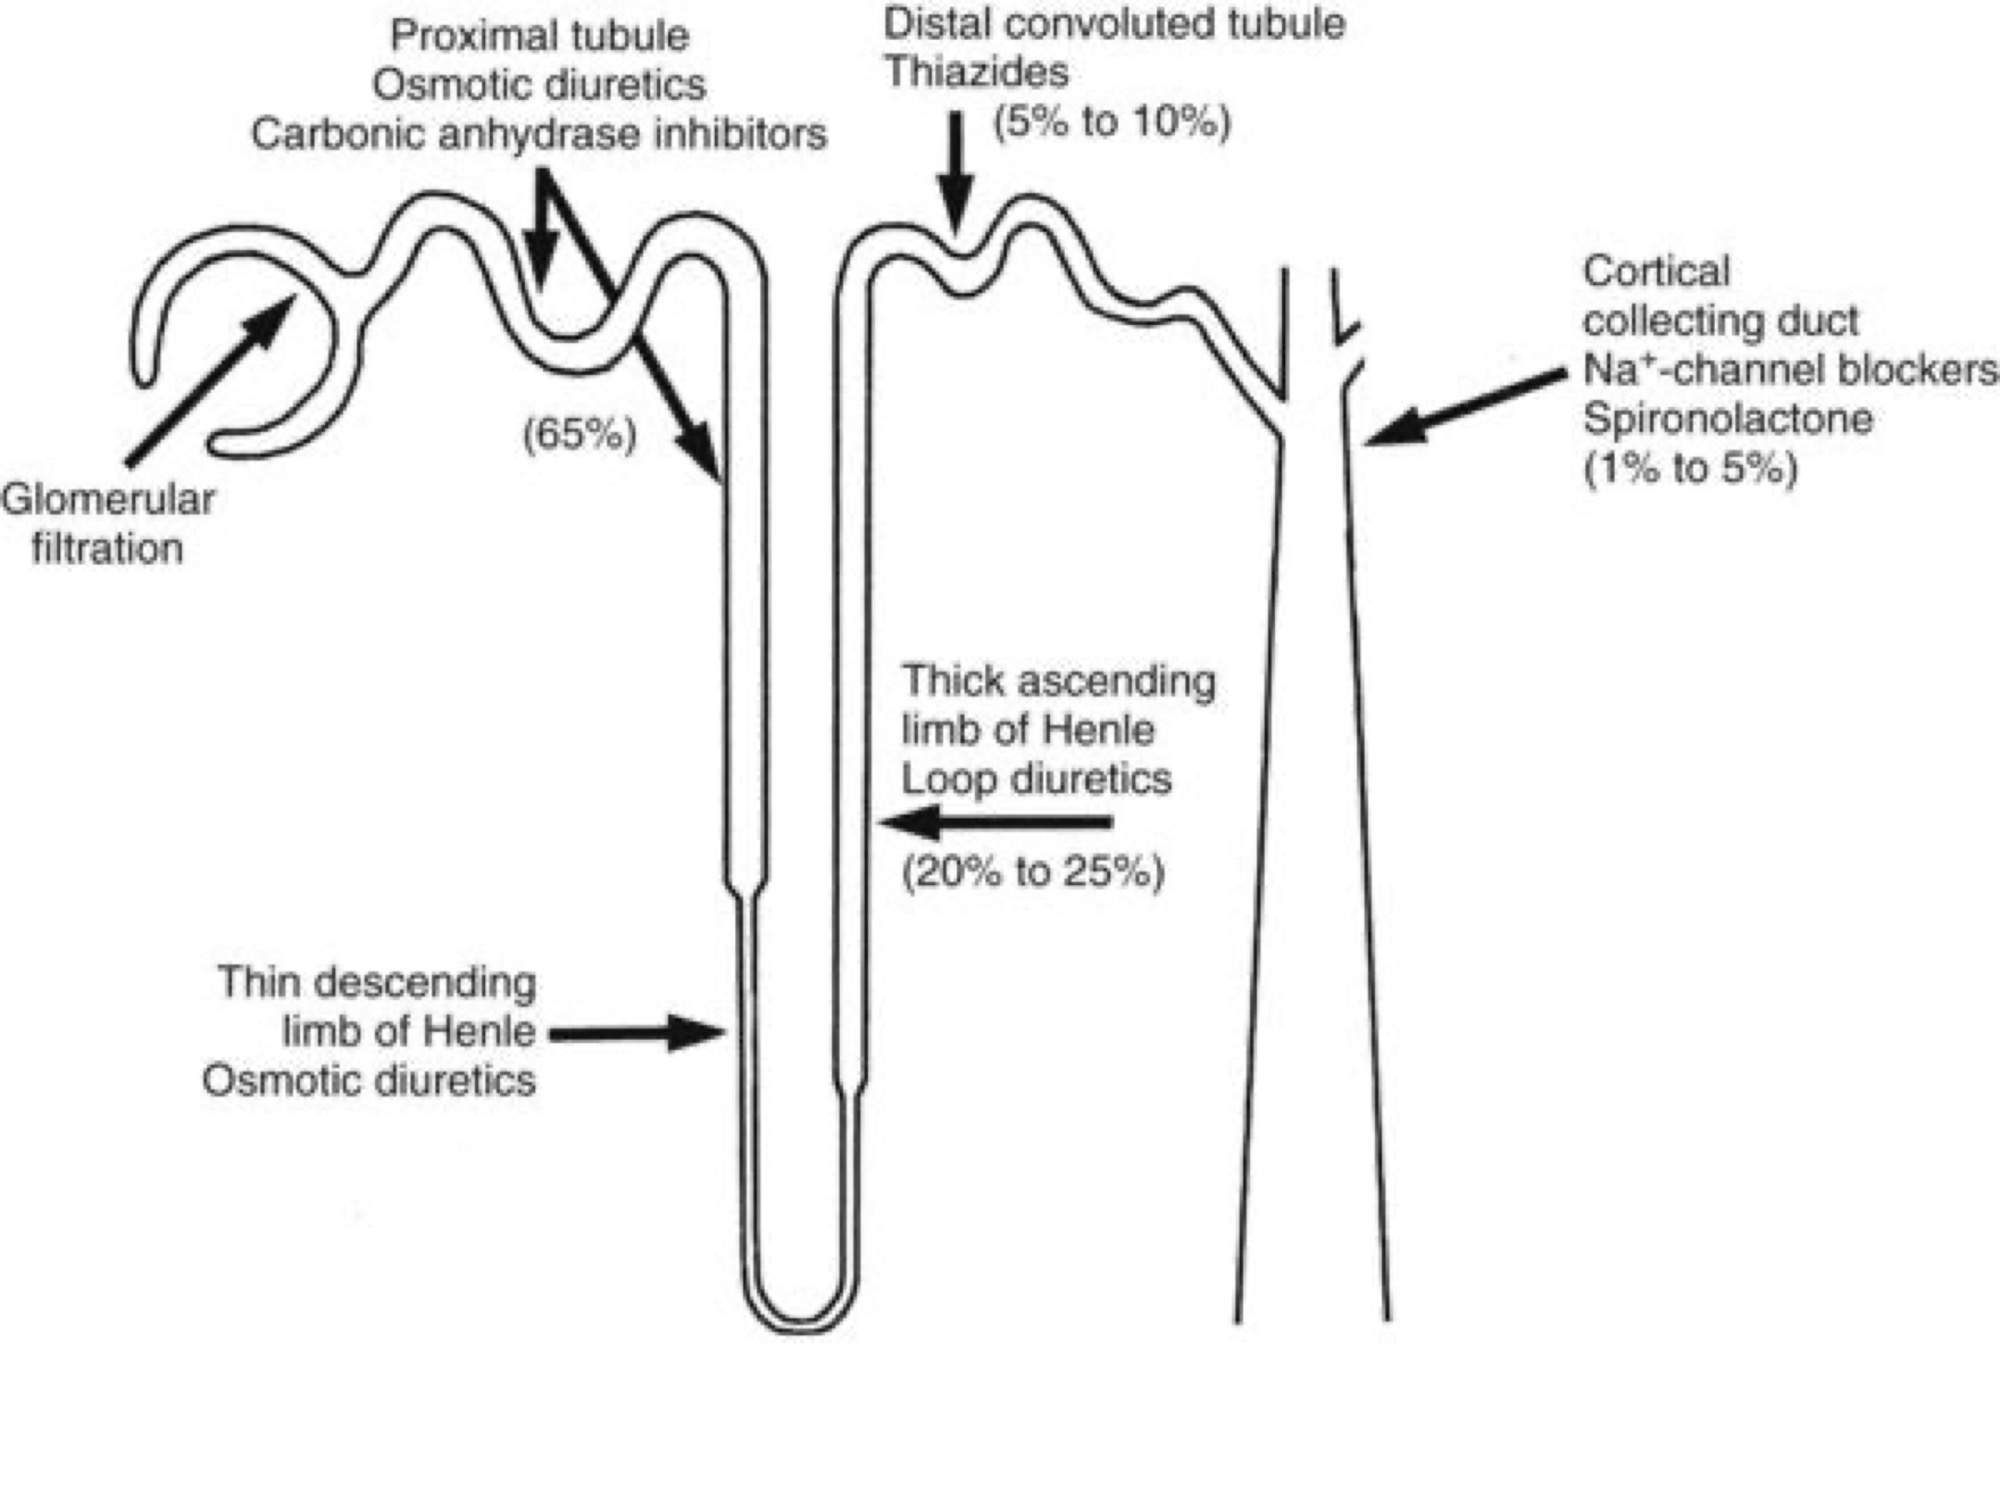 Proximal tubule
Osmotic diuretics
Carbonic anhydrase inhibitors
(65%)
Distal convoluted tubule
Thiazides
(5% to 10%)
Cortical
collecting duct
Na⁺-channel blockers
Spironolactone
(1% to 5%)
Glomerular
filtration
Thick ascending
limb of Henle
Loop diuretics
(20% to 25%)
Thin descending
limb of Henle
Osmotic diuretics